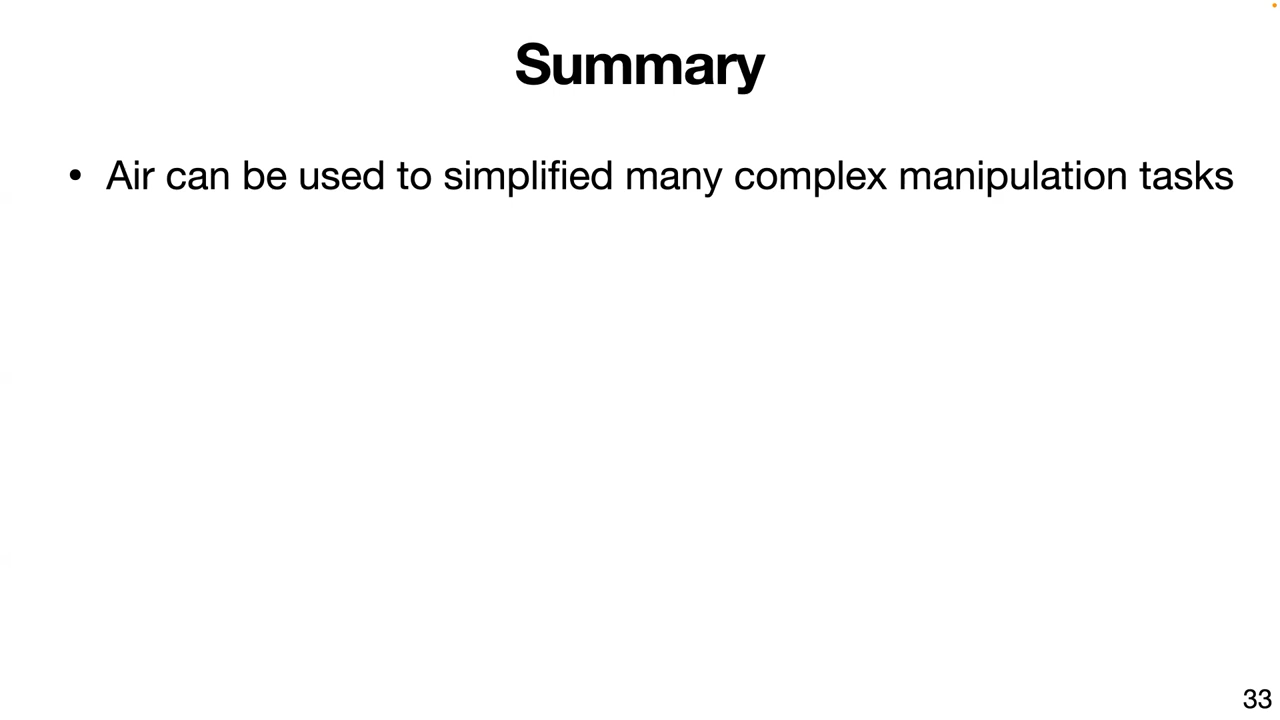 Summary
• Air can be used to simplified many complex manipulation tasks
33